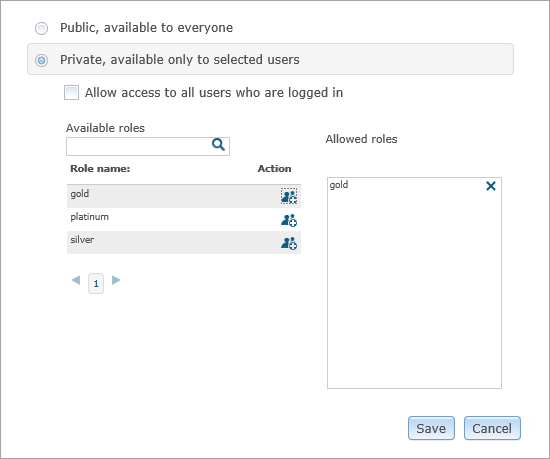 Public, available to everyone
Private, available only to selected users
Allow access to all users who are logged in
Available roles
Role name: Action
gold
platinum
silver
1
Allowed roles
gold
Save Cancel